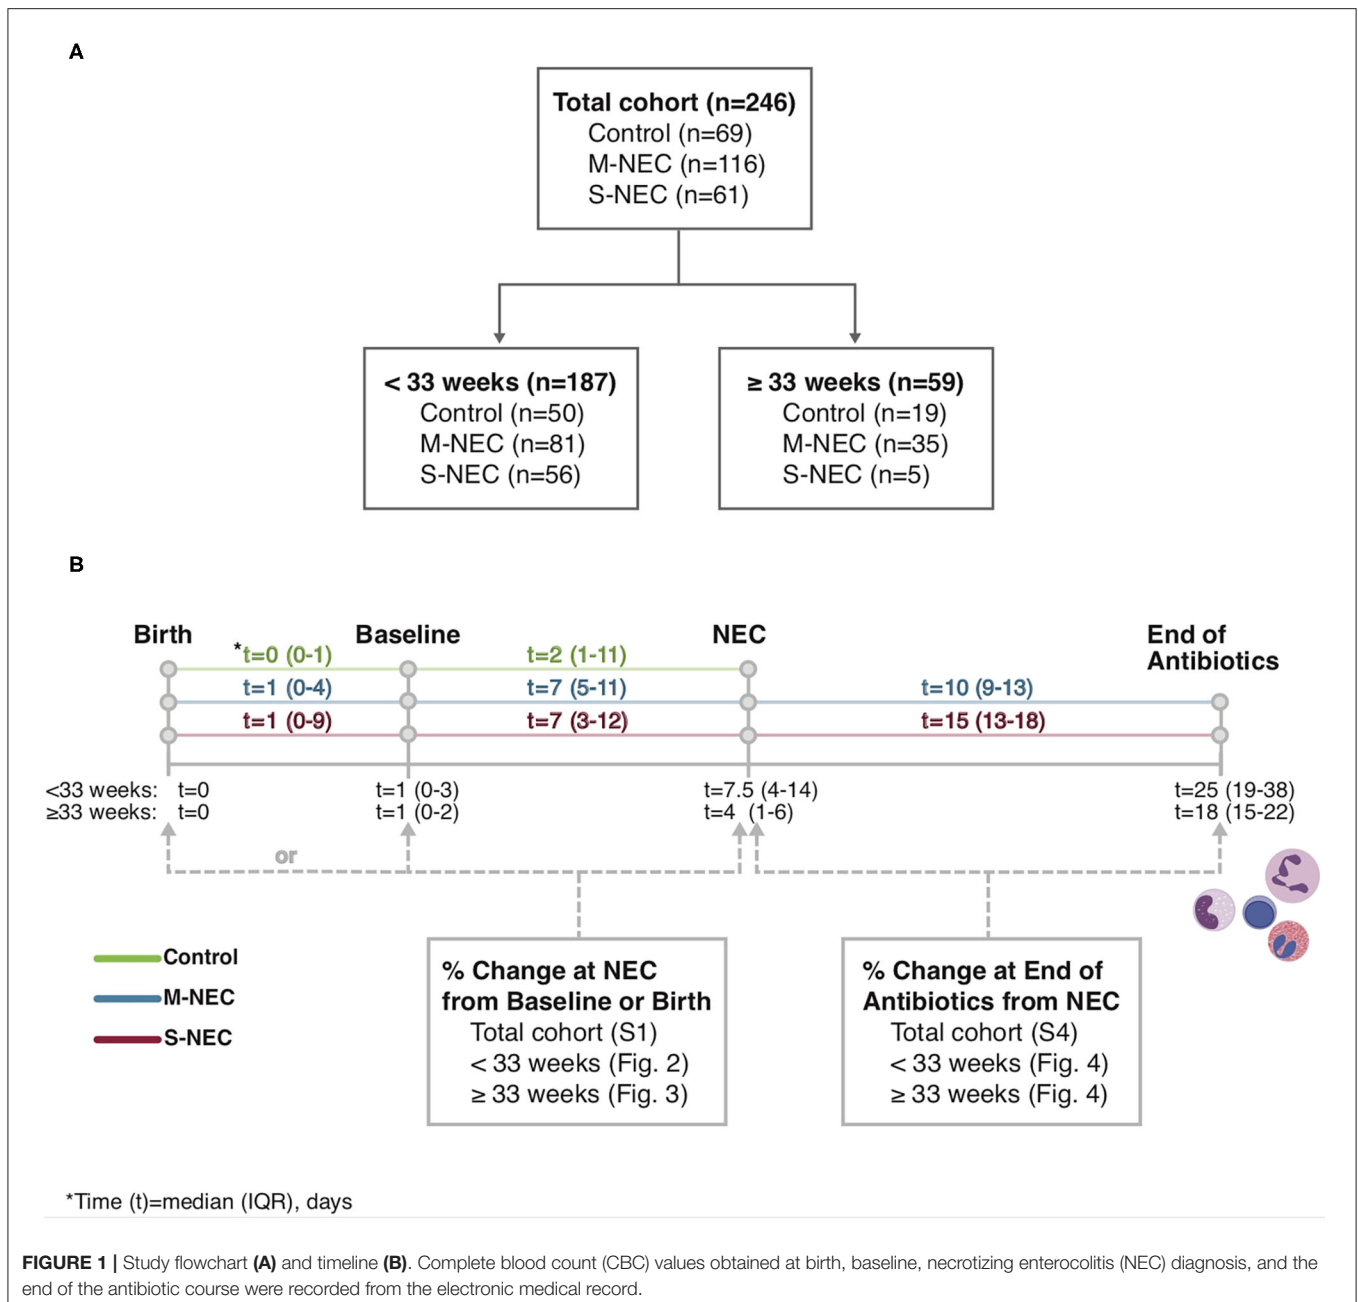 A
Total cohort (n=246)
Control (n=69)
M-NEC (n=116)
S-NEC (n=61)
< 33 weeks (n=187)
Control (n=50)
M-NEC (n=81)
S-NEC (n=56)
≥ 33 weeks (n=59)
Control (n=19)
M-NEC (n=35)
S-NEC (n=5)
B
Birth
Baseline
NEC
End of
Antibiotics
*t=0 (0-1)
t=2 (1-11)
t=1 (0-4)
t=7 (5-11)
t=10 (9-13)
t=1 (0-9)
t=7 (3-12)
t=15 (13-18)
<33 weeks: t=0 t=1 (0-3) t=7.5 (4-14) t=25 (19-38)
≥33 weeks: t=0 t=1 (0-2) t=4 (1-6) t=18 (15-22)
or
Control
M-NEC
S-NEC
% Change at NEC
from Baseline or Birth
Total cohort (S1)
< 33 weeks (Fig. 2)
≥ 33 weeks (Fig. 3)
% Change at End of
Antibiotics from NEC
Total cohort (S4)
< 33 weeks (Fig. 4)
≥ 33 weeks (Fig. 4)
*Time (t)=median (IQR), days
FIGURE 1 | Study flowchart (A) and timeline (B). Complete blood count (CBC) values obtained at birth, baseline, necrotizing enterocolitis (NEC) diagnosis, and the
end of the antibiotic course were recorded from the electronic medical record.